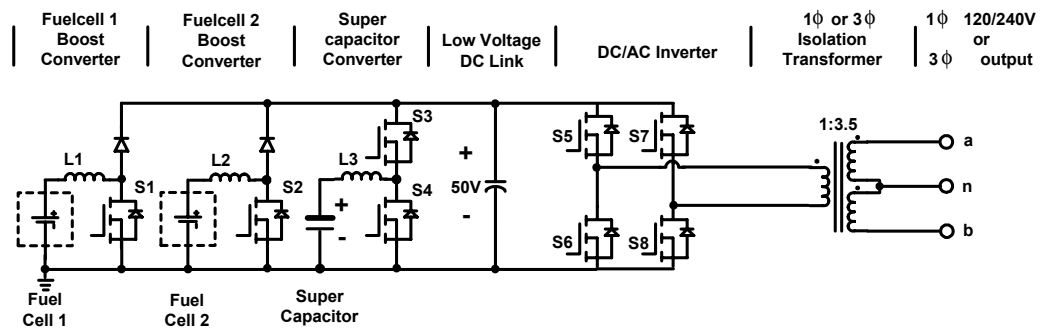 Fuelcell 1
Boost
Converter
Fuelcell 2
Boost
Converter
Super
capacitor
Converter
Low Voltage
DC Link
DC/AC Inverter
1ϕ or 3ϕ
Isolation
Transformer
1ϕ 120/240V
or
3ϕ output
L1
S1
L2
S2
L3
S3
S4
+
-
+
50V
-
S5
S7
S6
S8
1:3.5
a
n
b
+
+
Fuel
Cell 1
Fuel
Cell 2
Super
Capacitor